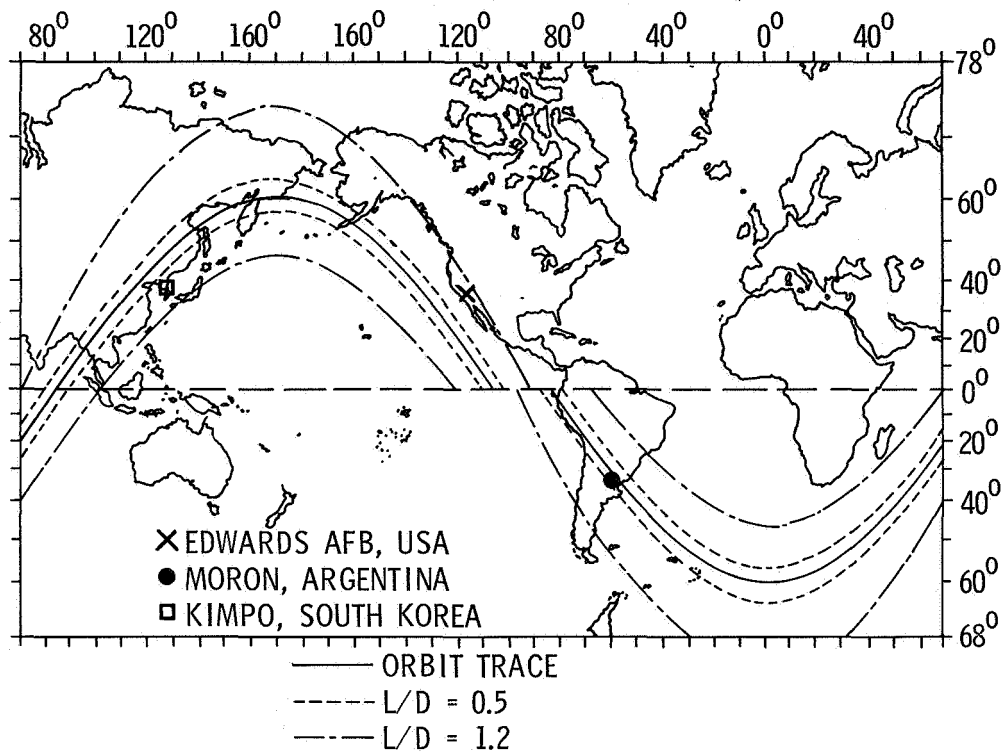 80⁰ 120⁰ 160⁰ 160⁰ 120⁰ 80⁰ 40⁰ 0⁰ 40⁰
78⁰
60⁰
40⁰
20⁰
0⁰
20⁰
40⁰
60⁰
68⁰
× EDWARDS AFB, USA
● MORON, ARGENTINA
□ KIMPO, SOUTH KOREA
ORBIT TRACE
L/D = 0.5
L/D = 1.2